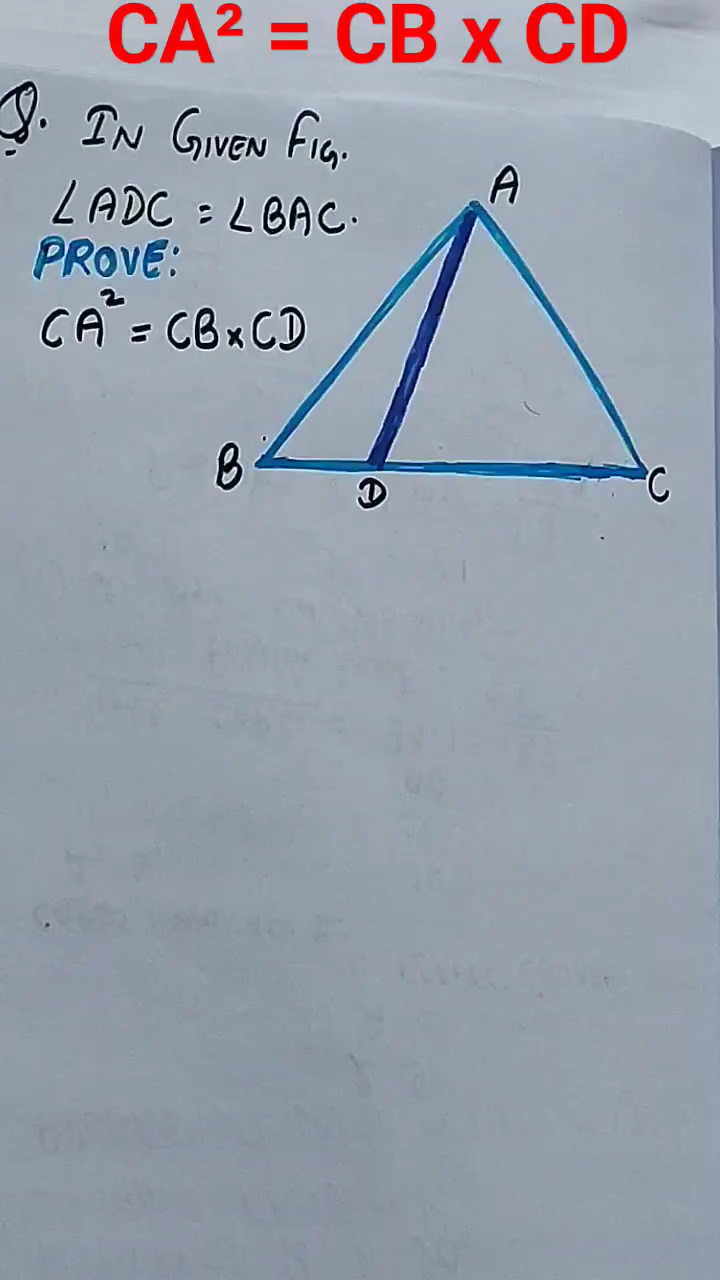 CA² = CB x CD
Q. IN GIVEN FIG.
∠ADC = ∠BAC.
PROVE:
CA² = CB x CD
A
B
D
C